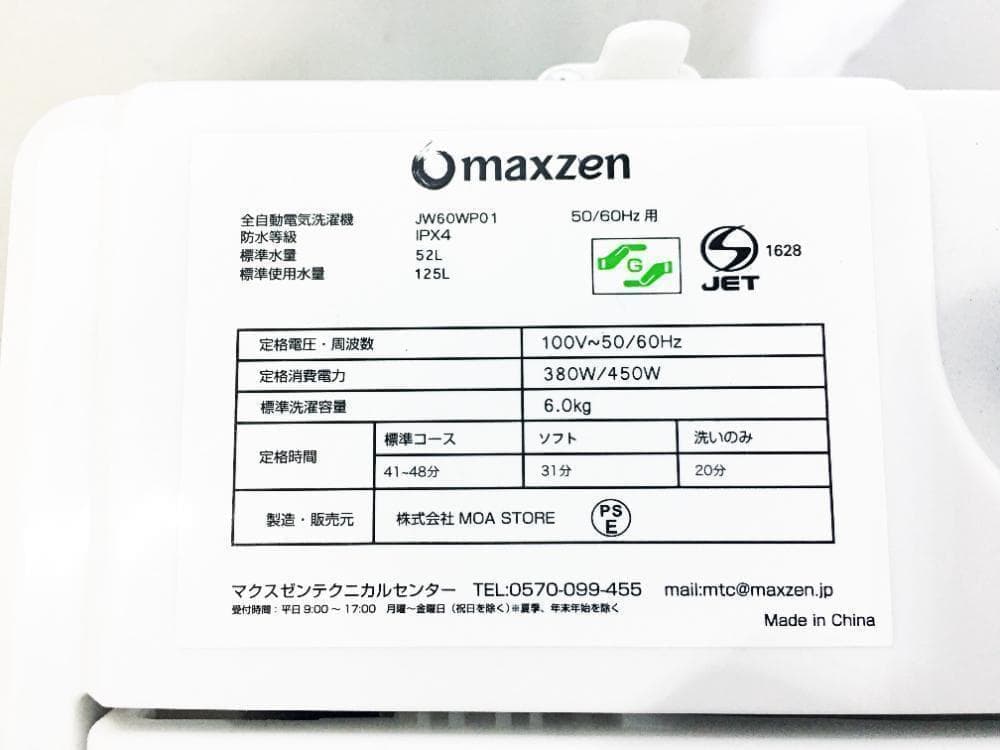 maxzen
全自動電気洗濯機 JW60WP01 50/60Hz 用
防水等級 IPX4
標準水量 52L
標準使用水量 125L
G
JET 1628
定格電圧・周波数 100V~50/60Hz
定格消費電力 380W/450W
標準洗濯容量 6.0kg
定格時間 標準コース ソフト 洗いのみ
41~48分 31分 20分
製造・販売元 株式会社 MOA STORE PS E
マクスゼンテクニカルセンター TEL:0570-099-455 mail:mtc@maxzen.jp
受付時間：平日 9:00 〜 17:00 月曜〜金曜日（祝日を除く）※夏季、年末年始を除く
Made in China